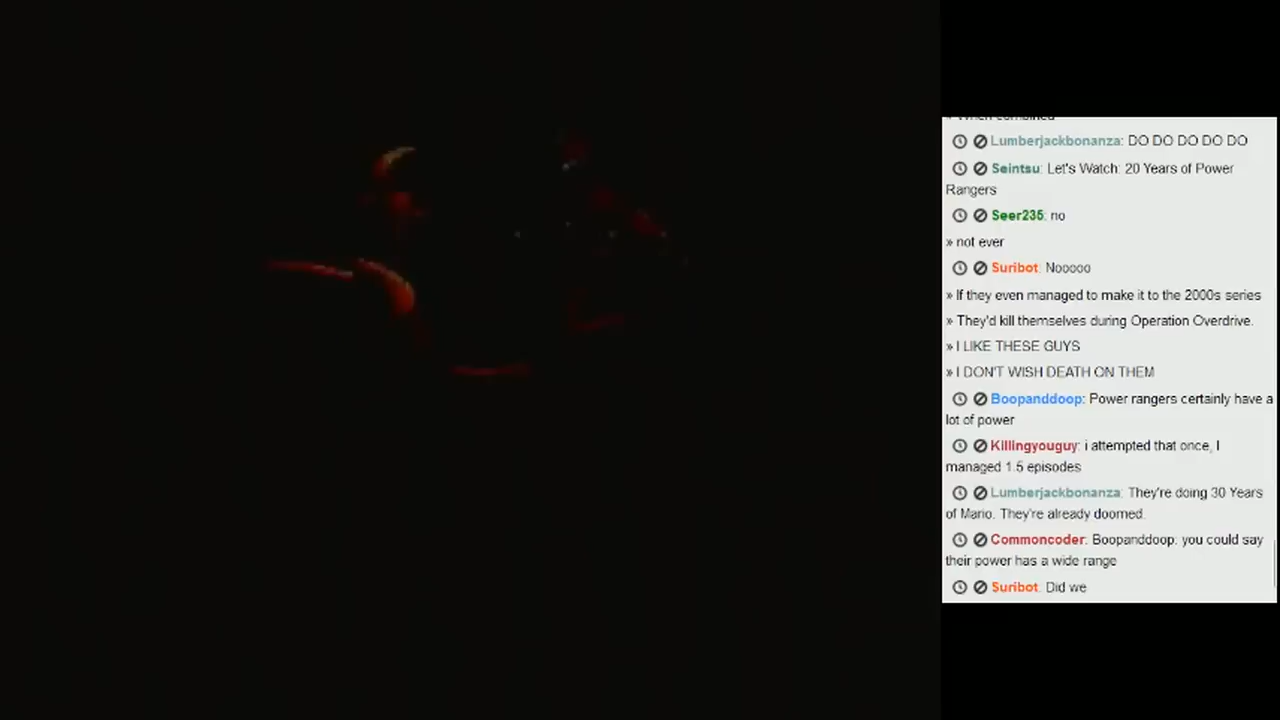 » When combined
Lumberjackbonanza: DO DO DO DO DO
Seintsu: Let's Watch: 20 Years of Power
Rangers
Seer235: no
» not ever
Suribot: Nooooo
» If they even managed to make it to the 2000s series
» They'd kill themselves during Operation Overdrive.
» I LIKE THESE GUYS
» I DON'T WISH DEATH ON THEM
Boopanddoop: Power rangers certainly have a
lot of power
Killingyouguy: i attempted that once, I
managed 1.5 episodes
Lumberjackbonanza: They're doing 30 Years
of Mario. They're already doomed.
Commoncoder: Boopanddoop: you could say
their power has a wide range
Suribot: Did we